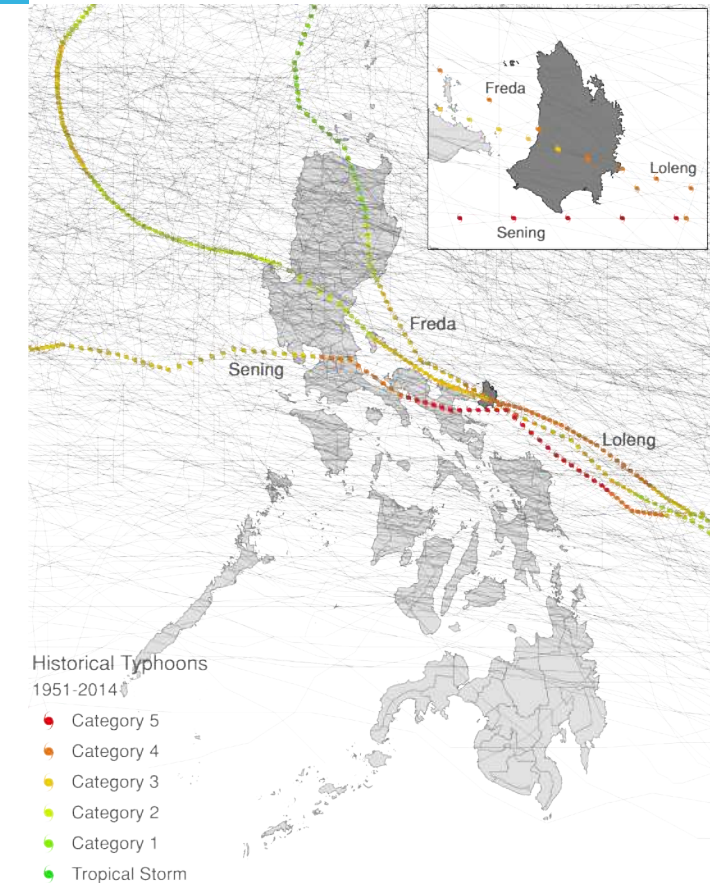 Freda
Loleng
Sening
Freda
Sening
Loleng
Historical Typhoons
1951-2014
Category 5
Category 4
Category 3
Category 2
Category 1
Tropical Storm